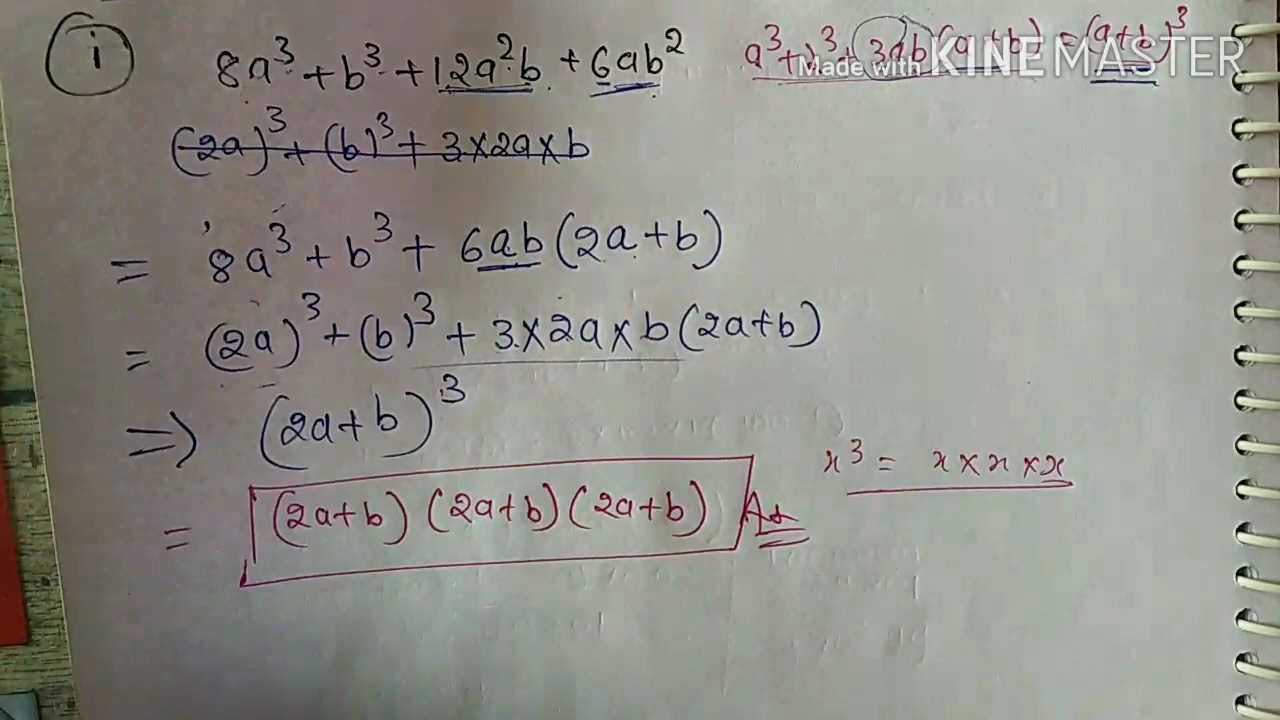 i
8a³ + b³ + 12a²b + 6ab²
a³ + b³ + 3ab(a+b) = (a+b)³
Made with KINEMASTER
(2a)³ + (b)³ + 3×2a×b
= 8a³ + b³ + 6ab(2a+b)
= (2a)³ + (b)³ + 3×2a×b(2a+b)
⇒ (2a+b)³
x³ = x×x×x
= (2a+b)(2a+b)(2a+b)